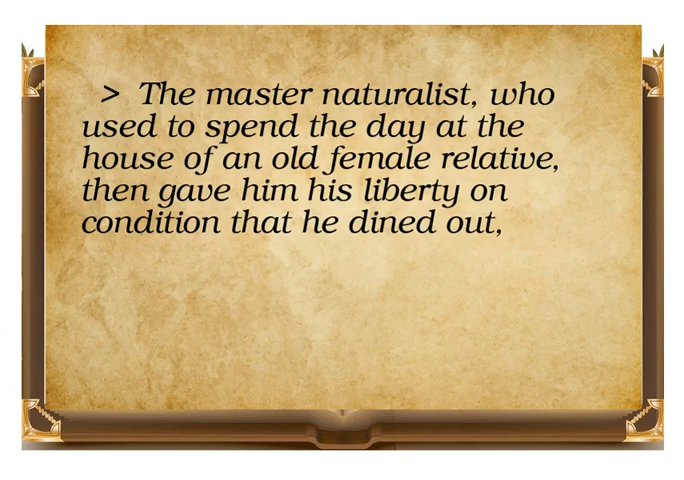 > The master naturalist, who
used to spend the day at the
house of an old female relative,
then gave him his liberty on
condition that he dined out,